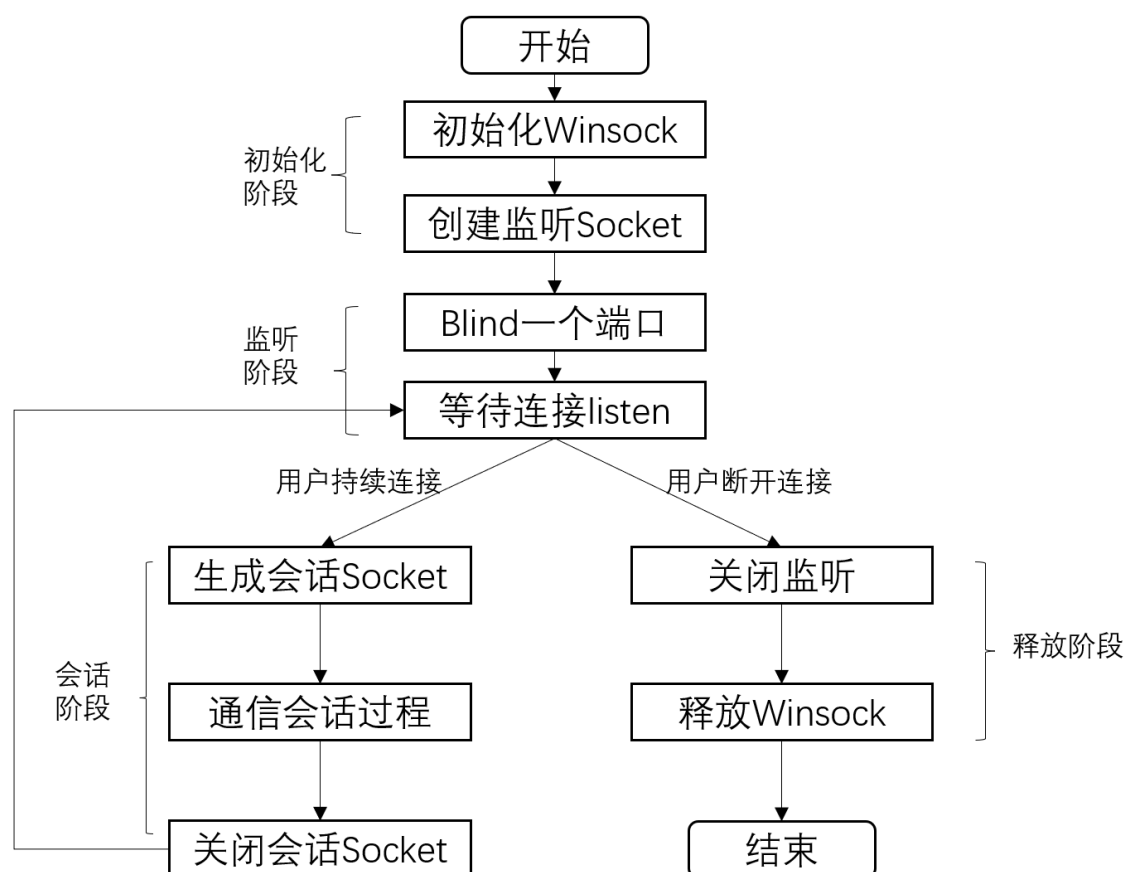 开始
初始化Winsock
初始化
阶段
创建监听Socket
Blind一个端口
监听
阶段
等待连接listen
用户持续连接
用户断开连接
生成会话Socket
关闭监听
会话
阶段
释放阶段
通信会话过程
释放Winsock
关闭会话Socket
结束